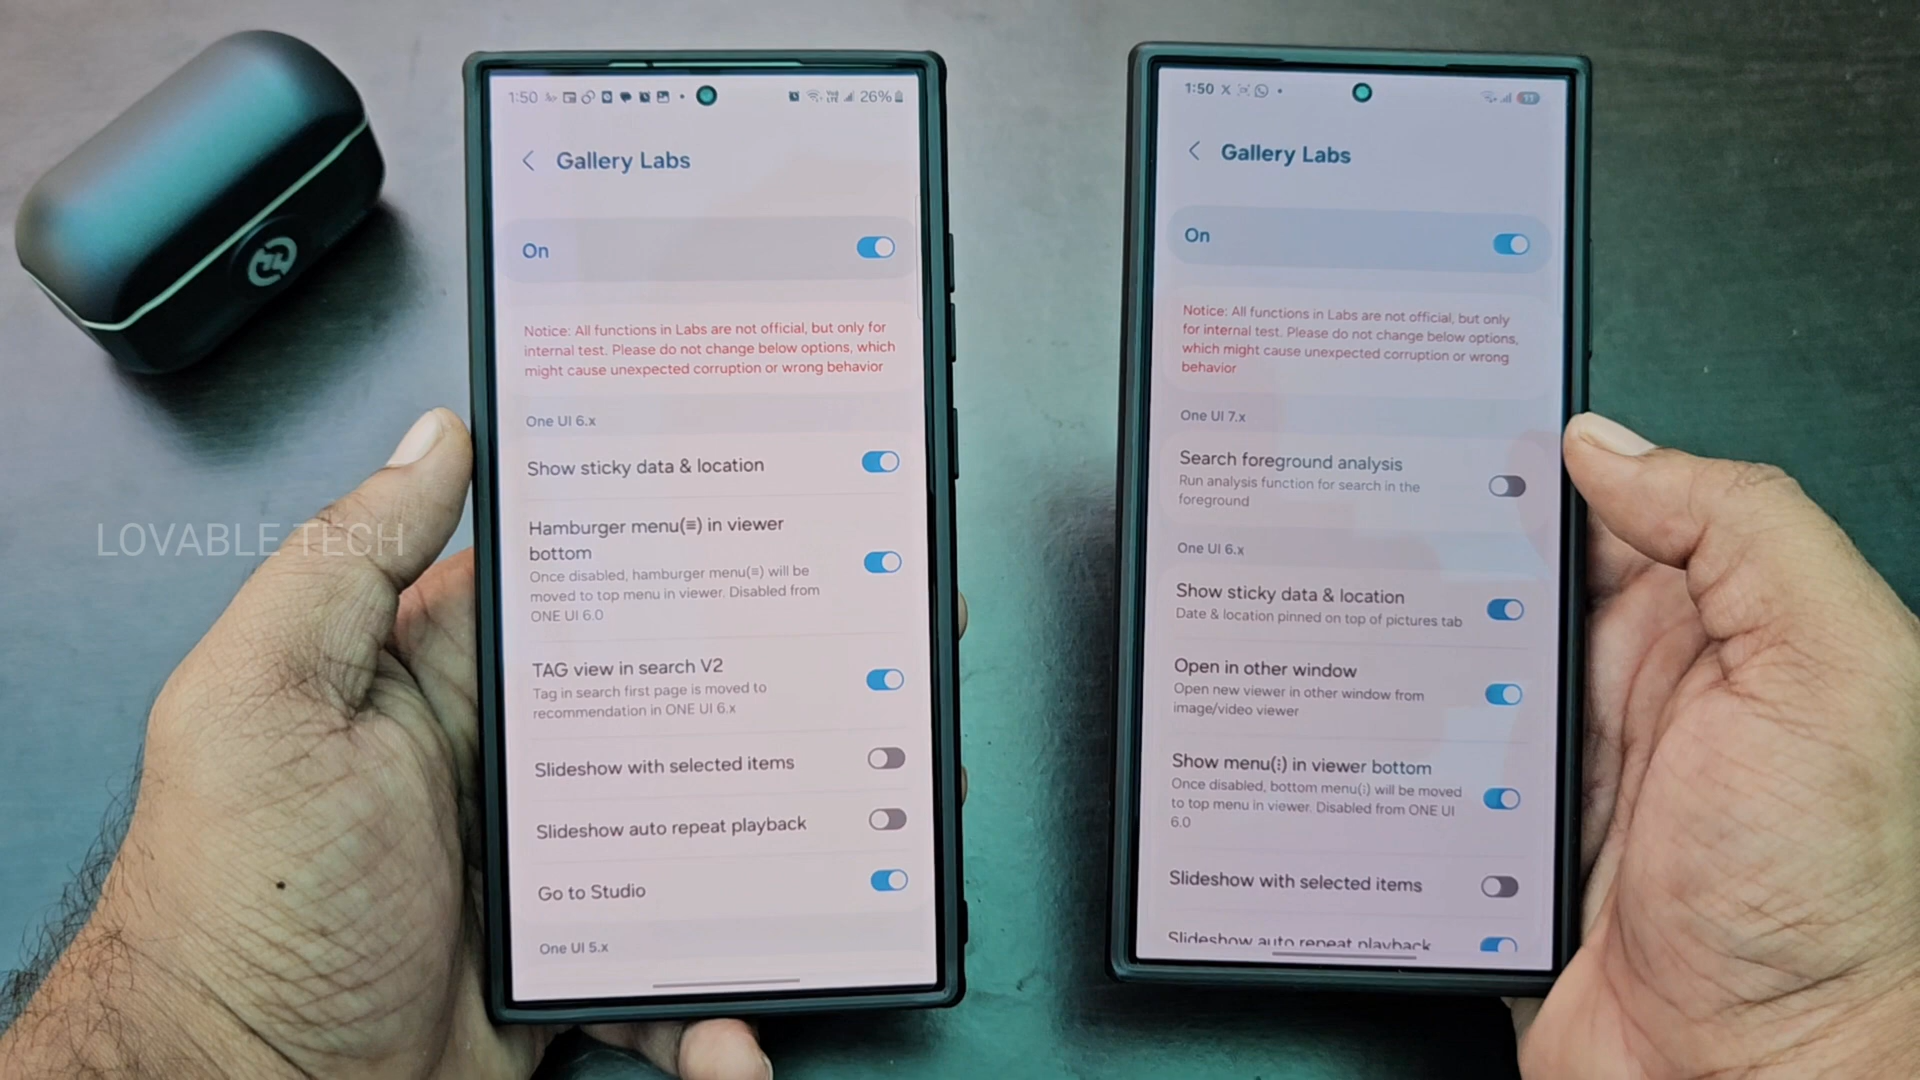 1:50
26%
Gallery Labs
On
Notice: All functions in Labs are not official, but only for
internal test. Please do not change below options, which
might cause unexpected corruption or wrong behavior
One UI 6.x
Show sticky data & location
Hamburger menu(≡) in viewer
bottom
Once disabled, hamburger menu(≡) will be
moved to top menu in viewer. Disabled from
ONE UI 6.0
TAG view in search V2
Tag in search first page is moved to
recommendation in ONE UI 6.x
Slideshow with selected items
Slideshow auto repeat playback
Go to Studio
One UI 5.x
1:50
Gallery Labs
On
Notice: All functions in Labs are not official, but only
for internal test. Please do not change below options,
which might cause unexpected corruption or wrong
behavior
One UI 7.x
Search foreground analysis
Run analysis function for search in the
foreground
One UI 6.x
Show sticky data & location
Date & location pinned on top of pictures tab
Open in other window
Open new viewer in other window from
image/video viewer
Show menu(⋮) in viewer bottom
Once disabled, bottom menu(⋮) will be moved
to top menu in viewer. Disabled from ONE UI
6.0
Slideshow with selected items
Slideshow auto repeat playback
LOVABLE TECH